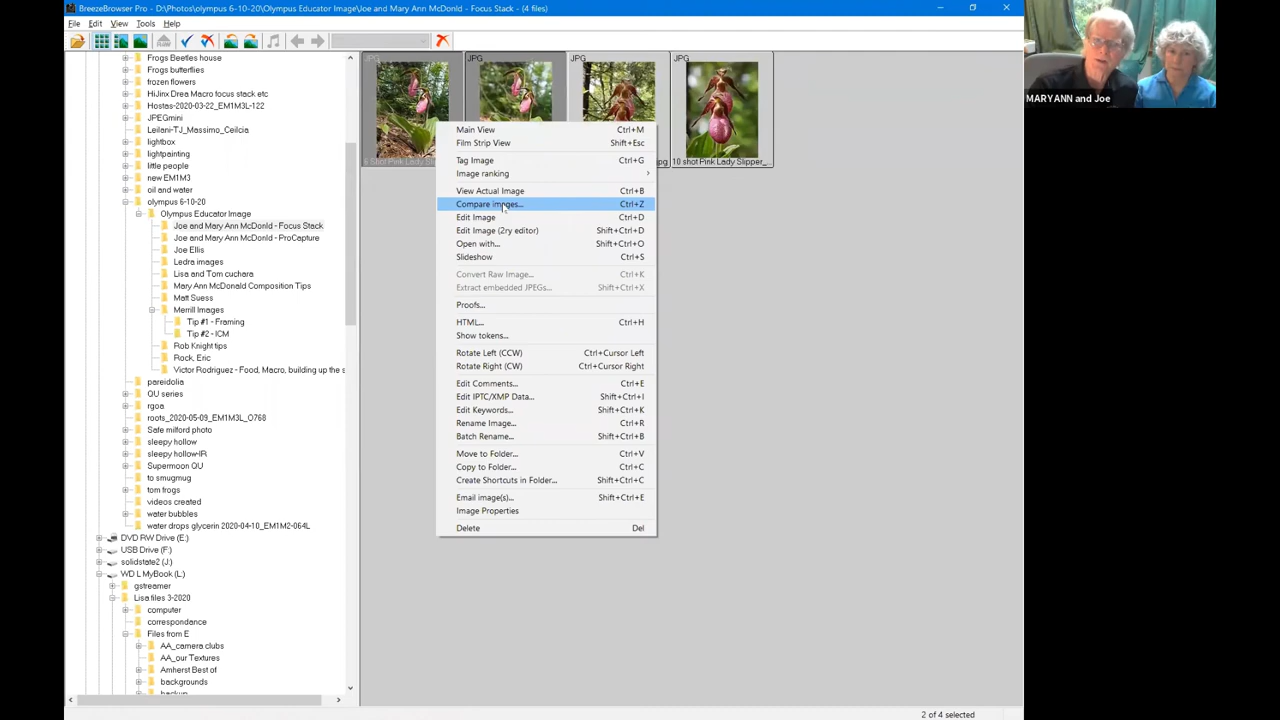 BreezeBrowser Pro - D:\Photos\olympus 6-10-20\Olympus Educator Image\Joe and Mary Ann McDonld - Focus Stack - (4 files)
File Edit View Tools Help
Frogs Beetles house
Frogs butterflies
frozen flowers
HiJinx Drea Macro focus stack etc
Hostas-2020-03-22_EM1M3L-122
JPEGmini
Leilani-TJ_Massimo_Ceilcia
lightbox
lightpainting
little people
new EM1M3
oil and water
olympus 6-10-20
Olympus Educator Image
Joe and Mary Ann McDonld - Focus Stack
Joe and Mary Ann McDonld - ProCapture
Joe Ellis
Ledra images
Lisa and Tom cuchara
Mary Ann McDonald Composition Tips
Matt Suess
Merrill Images
Tip #1 - Framing
Tip #2 - ICM
Rob Knight tips
Rock, Eric
Victor Rodriguez - Food, Macro, building up the s
pareidolia
QU series
rgoa
roots_2020-05-09_EM1M3L_O768
Safe milford photo
sleepy hollow
sleepy hollow-IR
Supermoon QU
to smugmug
tom frogs
videos created
water bubbles
water drops glycerin 2020-04-10_EM1M2-064L
DVD RW Drive (E:)
USB Drive (F:)
solidstate2 (J:)
WD L MyBook (L:)
gstreamer
Lisa files 3-2020
computer
correspondance
Files from E
AA_camera clubs
AA_our Textures
Amherst Best of
backgrounds
backup
JPG JPG JPG JPG
6 Shot Pink Lady Sl
.jpg
10 shot Pink Lady Slipper_...
Main View Ctrl+M
Film Strip View Shift+Esc
Tag Image Ctrl+G
Image ranking
View Actual Image Ctrl+B
Compare images... Ctrl+Z
Edit Image Ctrl+D
Edit Image (2ry editor) Shift+Ctrl+D
Open with... Shift+Ctrl+O
Slideshow Ctrl+S
Convert Raw Image... Ctrl+K
Extract embedded JPEGs... Shift+Ctrl+X
Proofs...
HTML... Ctrl+H
Show tokens...
Rotate Left (CCW) Ctrl+Cursor Left
Rotate Right (CW) Ctrl+Cursor Right
Edit Comments... Ctrl+E
Edit IPTC/XMP Data... Shift+Ctrl+I
Edit Keywords... Shift+Ctrl+K
Rename Image... Ctrl+R
Batch Rename... Shift+Ctrl+B
Move to Folder... Ctrl+V
Copy to Folder... Ctrl+C
Create Shortcuts in Folder... Shift+Ctrl+C
Email image(s)... Shift+Ctrl+E
Image Properties
Delete Del
2 of 4 selected
MARY ANN and Joe